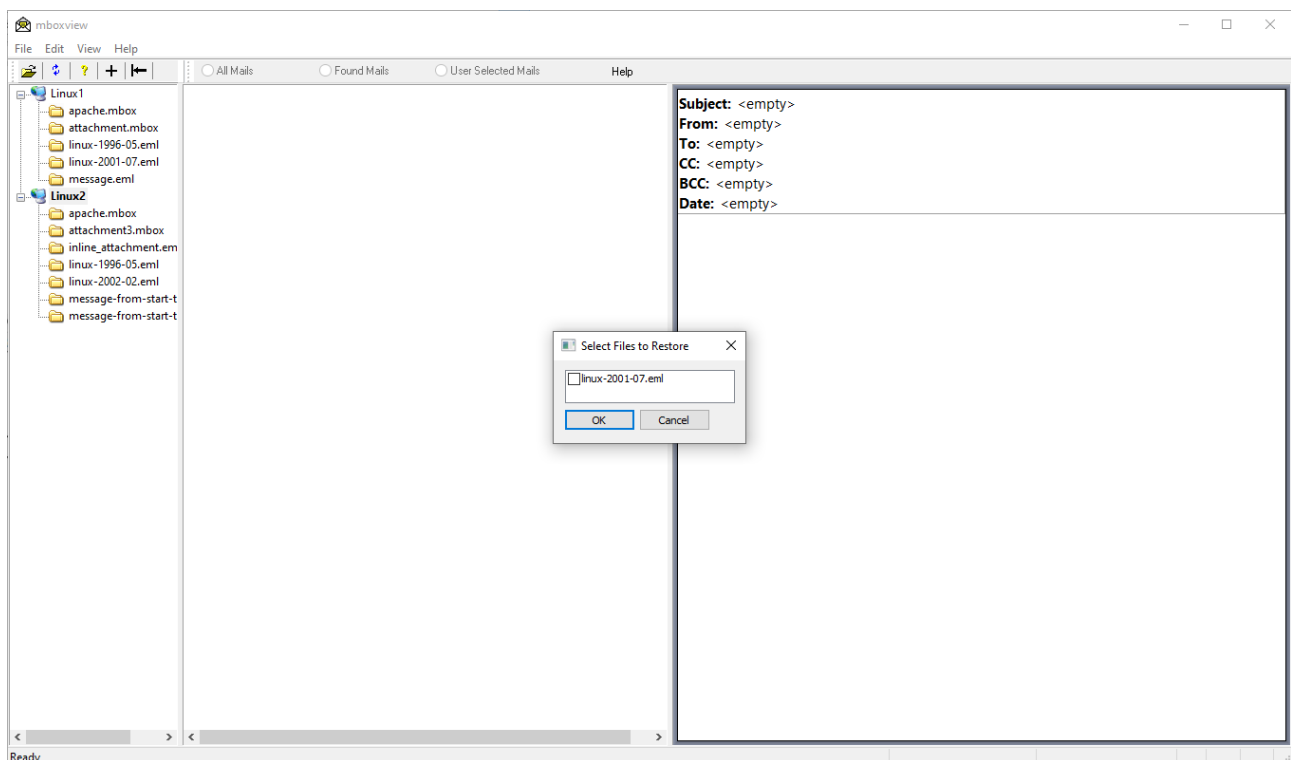 mboxview
File Edit View Help
? All Mails Found Mails User Selected Mails Help
Linux1
apache.mbox
attachment.mbox
linux-1996-05.eml
linux-2001-07.eml
message.eml
Linux2
apache.mbox
attachment3.mbox
inline_attachment.em
linux-1996-05.eml
linux-2002-02.eml
message-from-start-t
message-from-start-t
Subject: <empty>
From: <empty>
To: <empty>
CC: <empty>
BCC: <empty>
Date: <empty>
Select Files to Restore
linux-2001-07.eml
OK Cancel
Ready